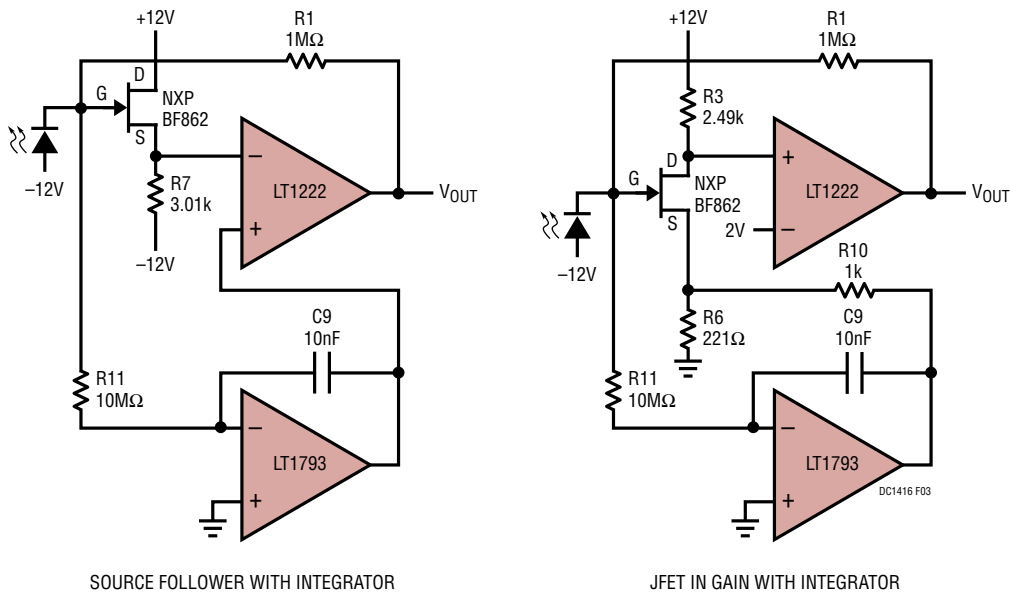 +12V
R1
1MΩ
D
G
NXP
BF862
S
–12V
R7
3.01k
–12V
−
LT1222
+
VOUT
C9
10nF
R11
10MΩ
−
LT1793
+
SOURCE FOLLOWER WITH INTEGRATOR
+12V
R1
1MΩ
R3
2.49k
D
G
NXP
BF862
S
–12V
+
LT1222
2V
−
VOUT
R10
1k
R6
221Ω
C9
10nF
R11
10MΩ
−
LT1793
+
DC1416 F03
JFET IN GAIN WITH INTEGRATOR